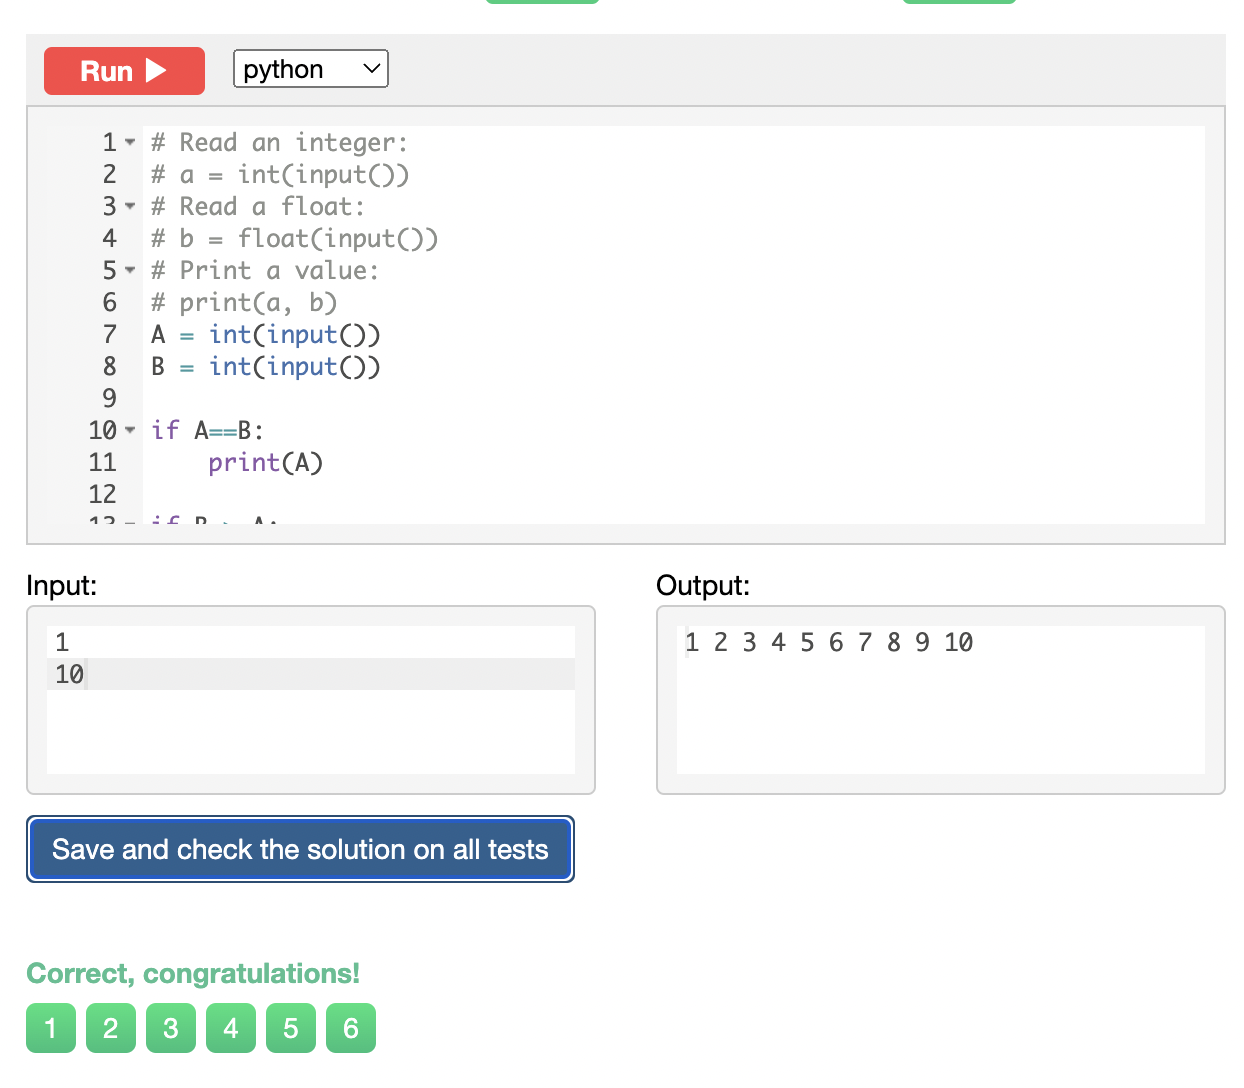 Run
python
1 # Read an integer:
2 # a = int(input())
3 # Read a float:
4 # b = float(input())
5 # Print a value:
6 # print(a, b)
7 A = int(input())
8 B = int(input())
9
10 if A==B:
11     print(A)
12
13 if B > A:
Input:
1
10
Output:
1 2 3 4 5 6 7 8 9 10
Save and check the solution on all tests
Correct, congratulations!
1 2 3 4 5 6